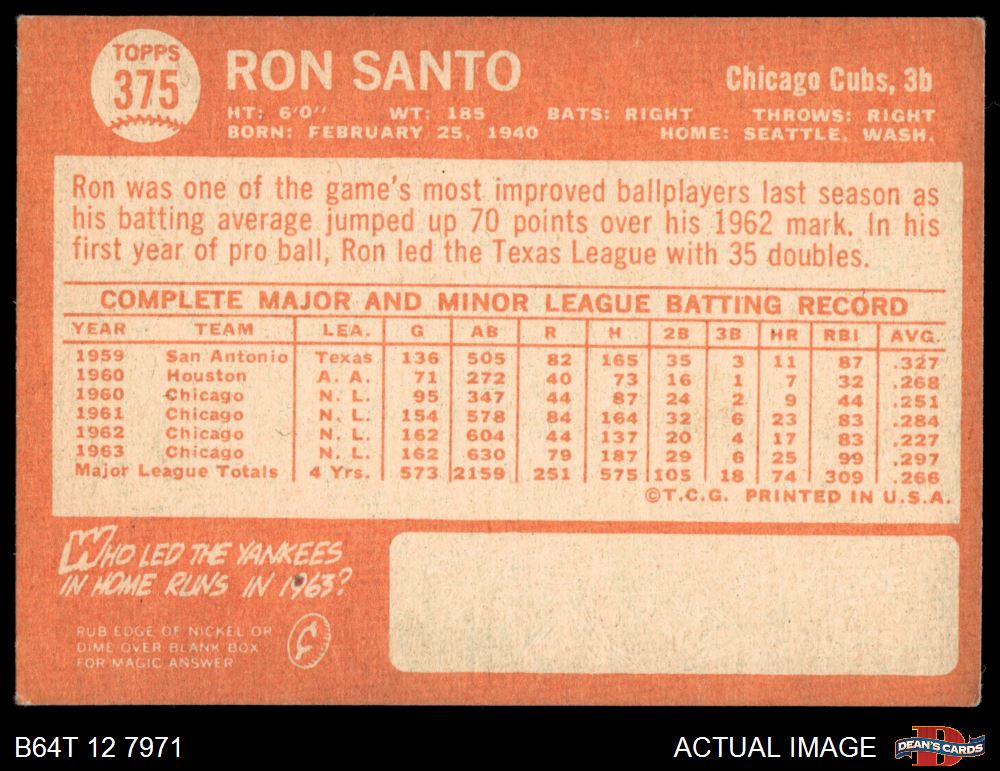 TOPPS
375
RON SANTO
Chicago Cubs, 3b
HT: 6'0" WT: 185 BATS: RIGHT THROWS: RIGHT
BORN: FEBRUARY 25, 1940 HOME: SEATTLE, WASH.
Ron was one of the game's most improved ballplayers last season as
his batting average jumped up 70 points over his 1962 mark. In his
first year of pro ball, Ron led the Texas League with 35 doubles.
COMPLETE MAJOR AND MINOR LEAGUE BATTING RECORD
YEAR TEAM LEA. G AB R H 2B 3B HR RBI AVG.
1959 San Antonio Texas 136 505 82 165 35 3 11 87 .327
1960 Houston A. A. 71 272 40 73 16 1 7 32 .268
1960 Chicago N. L. 95 347 44 87 24 2 9 44 .251
1961 Chicago N. L. 154 578 84 164 32 6 23 83 .284
1962 Chicago N. L. 162 604 44 137 20 4 17 83 .227
1963 Chicago N. L. 162 630 79 187 29 6 25 99 .297
Major League Totals 4 Yrs. 573 2159 251 575 105 18 74 309 .266
©T.C.G. PRINTED IN U.S.A.
WHO LED THE YANKEES
IN HOME RUNS IN 1963?
RUB EDGE OF NICKEL OR
DIME OVER BLANK BOX
FOR MAGIC ANSWER
B64T 12 7971
ACTUAL IMAGE
D
DEAN'S CARDS